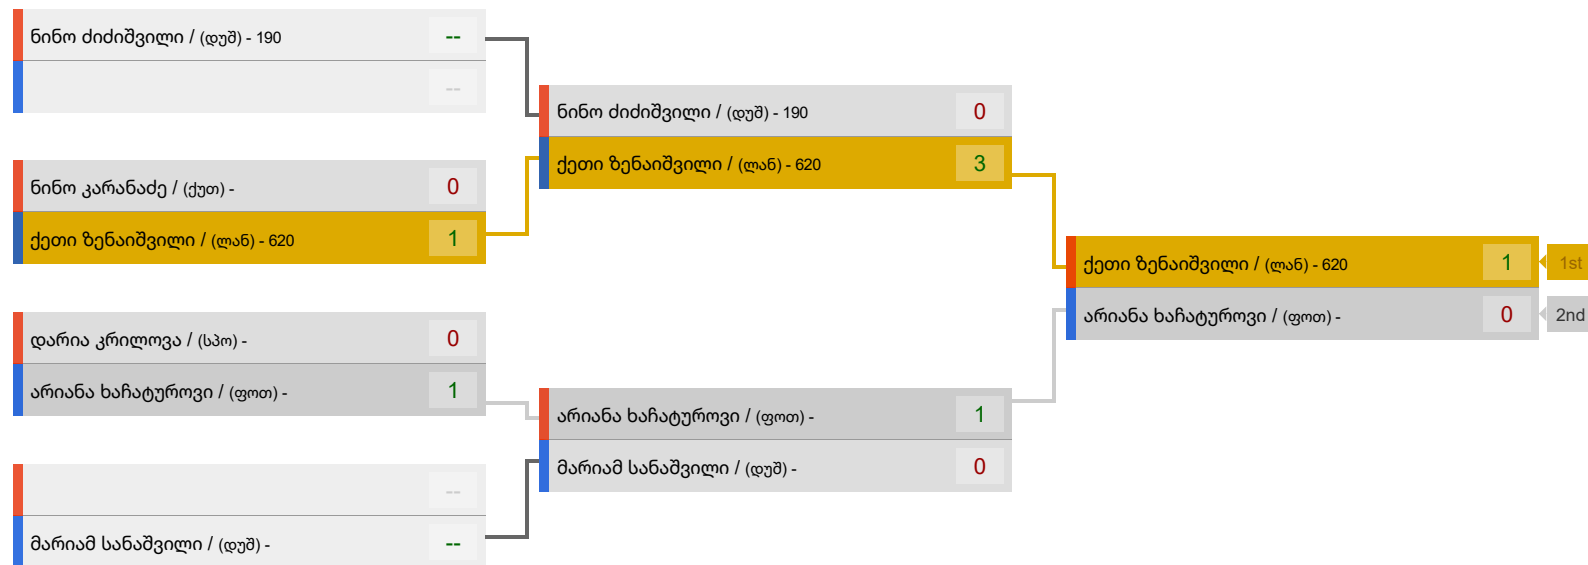 ნინო ძიძიშვილი / (დუშ) - 190 --
--
ნინო კარანაძე / (ქუთ) - 0
ქეთი ზენაიშვილი / (ლან) - 620 1
დარია კრილოვა / (სპო) - 0
არიანა ხაჩატუროვი / (ფოთ) - 1
--
მარიამ სანაშვილი / (დუშ) - --
ნინო ძიძიშვილი / (დუშ) - 190 0
ქეთი ზენაიშვილი / (ლან) - 620 3
არიანა ხაჩატუროვი / (ფოთ) - 1
მარიამ სანაშვილი / (დუშ) - 0
ქეთი ზენაიშვილი / (ლან) - 620 1 1st
არიანა ხაჩატუროვი / (ფოთ) - 0 2nd